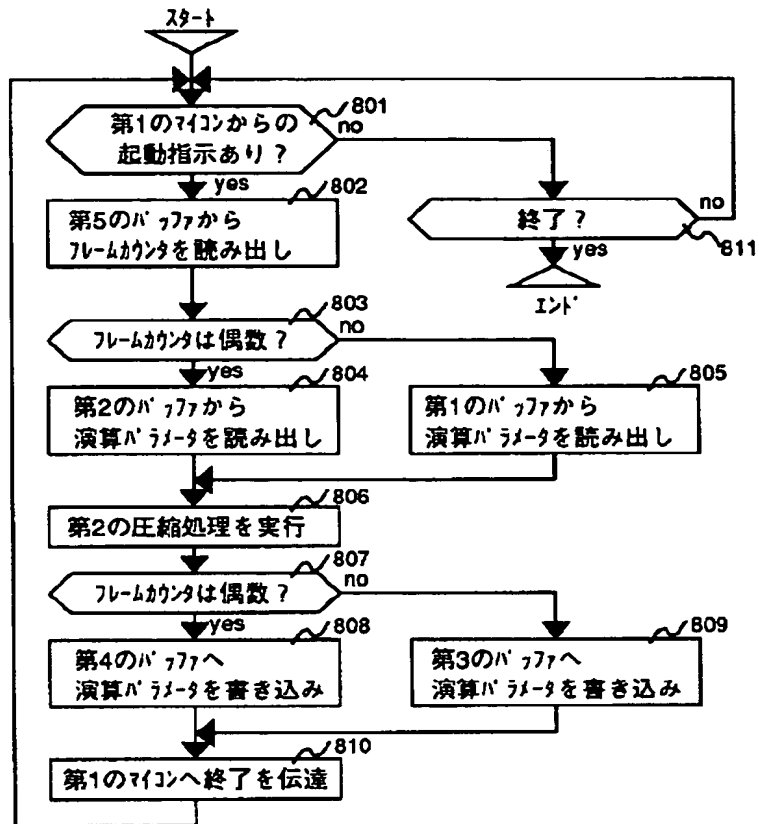 スタート
801
第1のマイコンからの
起動指示あり?
no
yes
802
第5のバッファから
フレームカウンタを読み出し
終了?
no
811
yes
エンド
803
フレームカウンタは偶数?
no
yes
804
第2のバッファから
演算パラメータを読み出し
805
第1のバッファから
演算パラメータを読み出し
806
第2の圧縮処理を実行
807
フレームカウンタは偶数?
no
yes
808
第4のバッファへ
演算パラメータを書き込み
809
第3のバッファへ
演算パラメータを書き込み
810
第1のマイコンへ終了を伝達